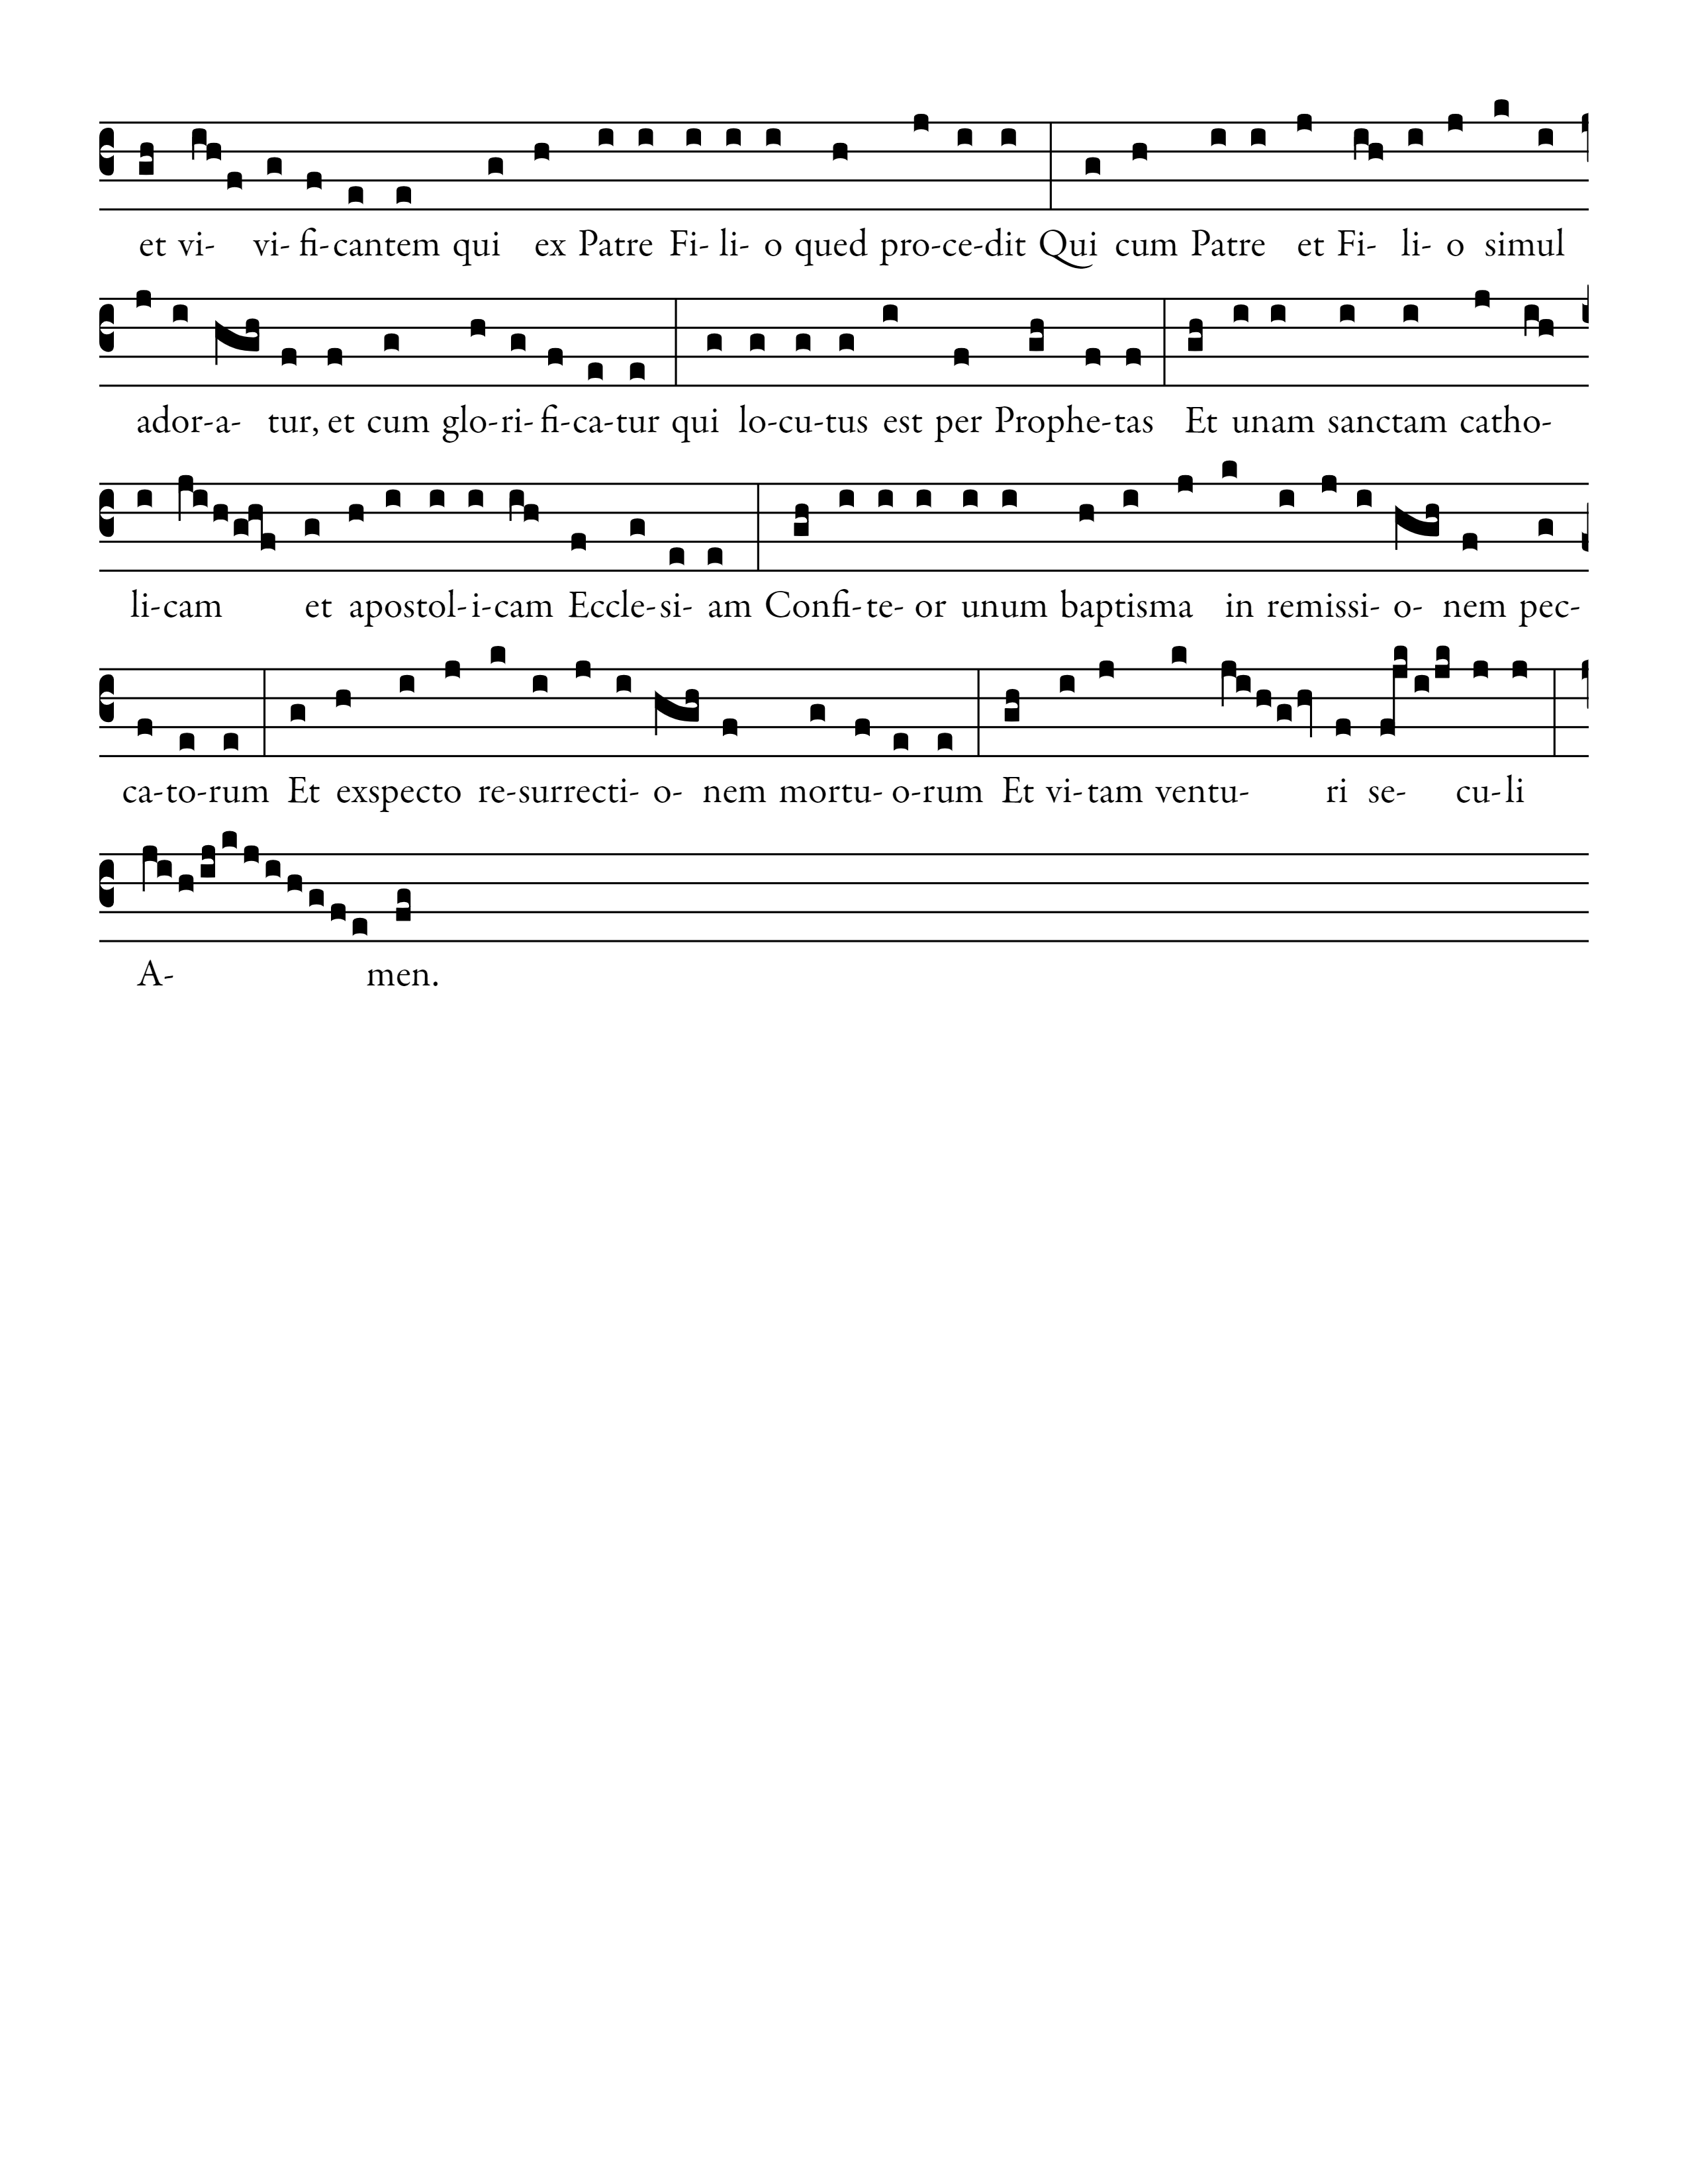 et vi- vi- fi-cantem qui ex Patre Fi- li- o qued pro-ce-dit Qui cum Patre et Fi- li- o simul
ador-a- tur, et cum glo-ri- fi-ca-tur qui lo-cu-tus est per Prophe-tas Et unam sanctam catho-
li-cam et apostol-i-cam Eccle-si- am Confi-te- or unum baptisma in remissi- o- nem pec-
ca-to-rum Et exspecto re-surrecti- o- nem mortu- o-rum Et vi-tam ventu- ri se- cu-li
A- men.